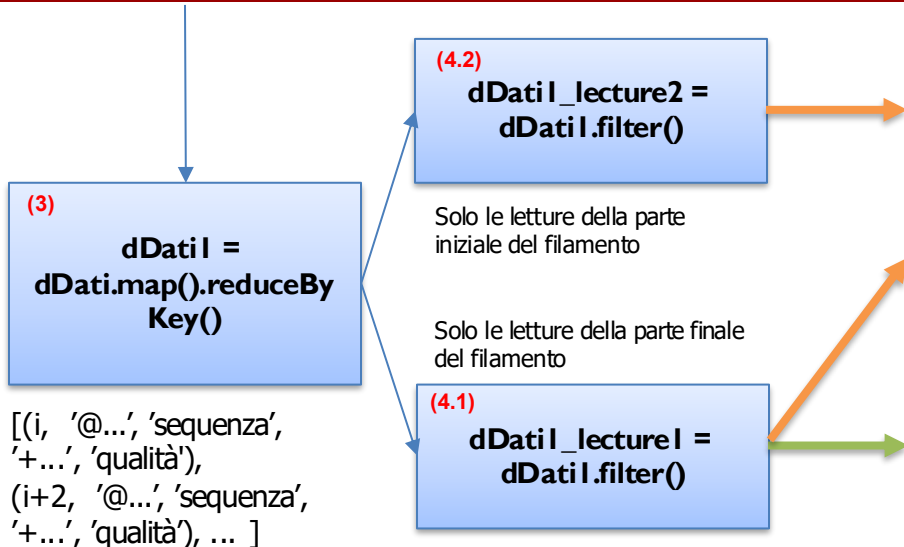 (4.2)
dDati1_lecture2 =
dDati1.filter()
Solo le letture della parte
iniziale del filamento
(3)
dDati1 =
dDati.map().reduceBy
Key()
[(i, '@...', 'sequenza',
'+...', 'qualità'),
(i+2, '@...', 'sequenza',
'+...', 'qualità'), ... ]
Solo le letture della parte finale
del filamento
(4.1)
dDati1_lecture1 =
dDati1.filter()